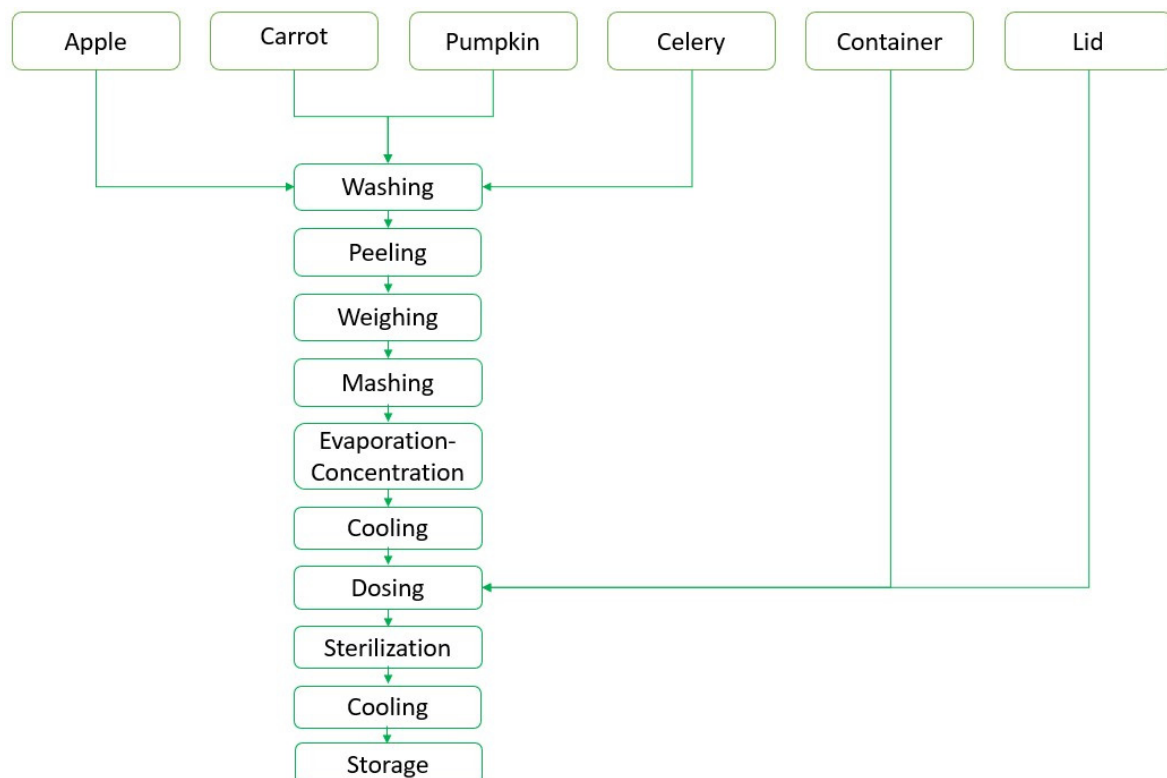 Apple
Carrot
Pumpkin
Celery
Container
Lid
Washing
Peeling
Weighing
Mashing
Evaporation-
Concentration
Cooling
Dosing
Sterilization
Cooling
Storage